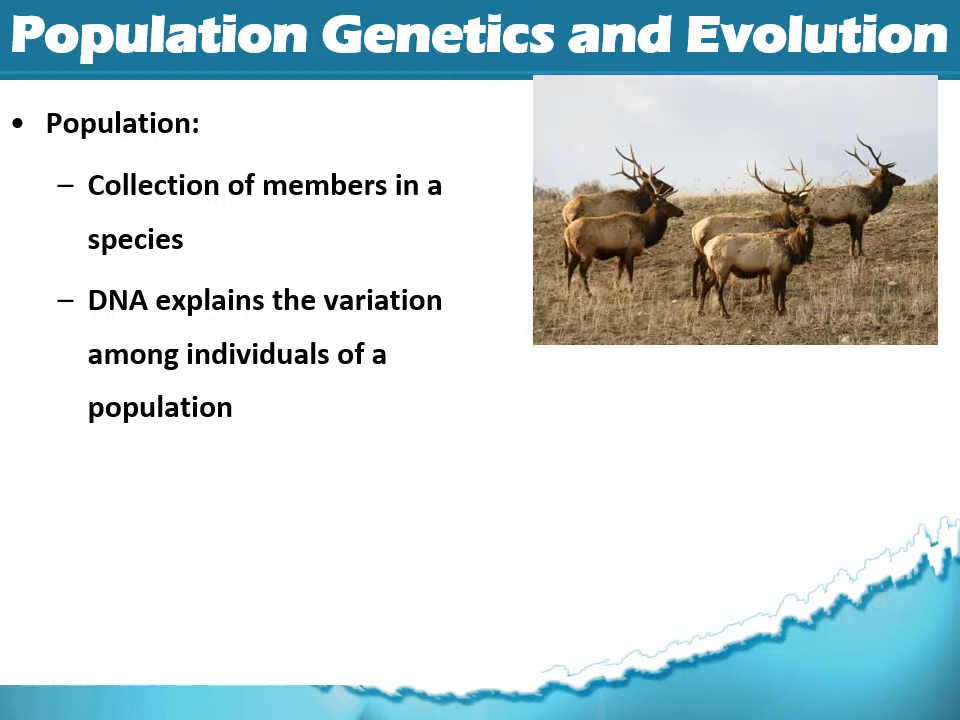 Population Genetics and Evolution
• Population:
– Collection of members in a
species
– DNA explains the variation
among individuals of a
population